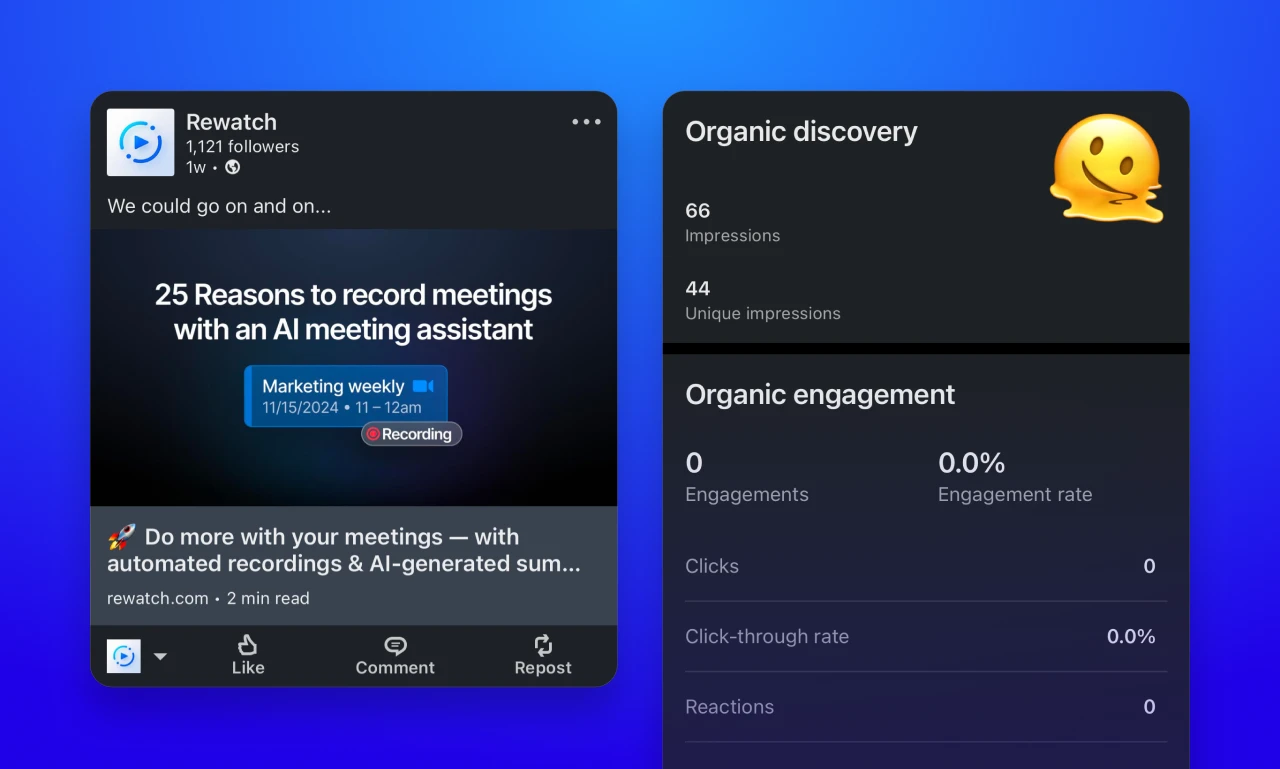 Rewatch
1,121 followers
1w •
We could go on and on...
25 Reasons to record meetings
with an AI meeting assistant
Marketing weekly
11/15/2024 • 11 – 12am
Recording
🚀 Do more with your meetings — with
automated recordings & AI-generated sum...
rewatch.com • 2 min read
Like
Comment
Repost
Organic discovery
66
Impressions
44
Unique impressions
Organic engagement
0
Engagements
0.0%
Engagement rate
Clicks 0
Click-through rate 0.0%
Reactions 0